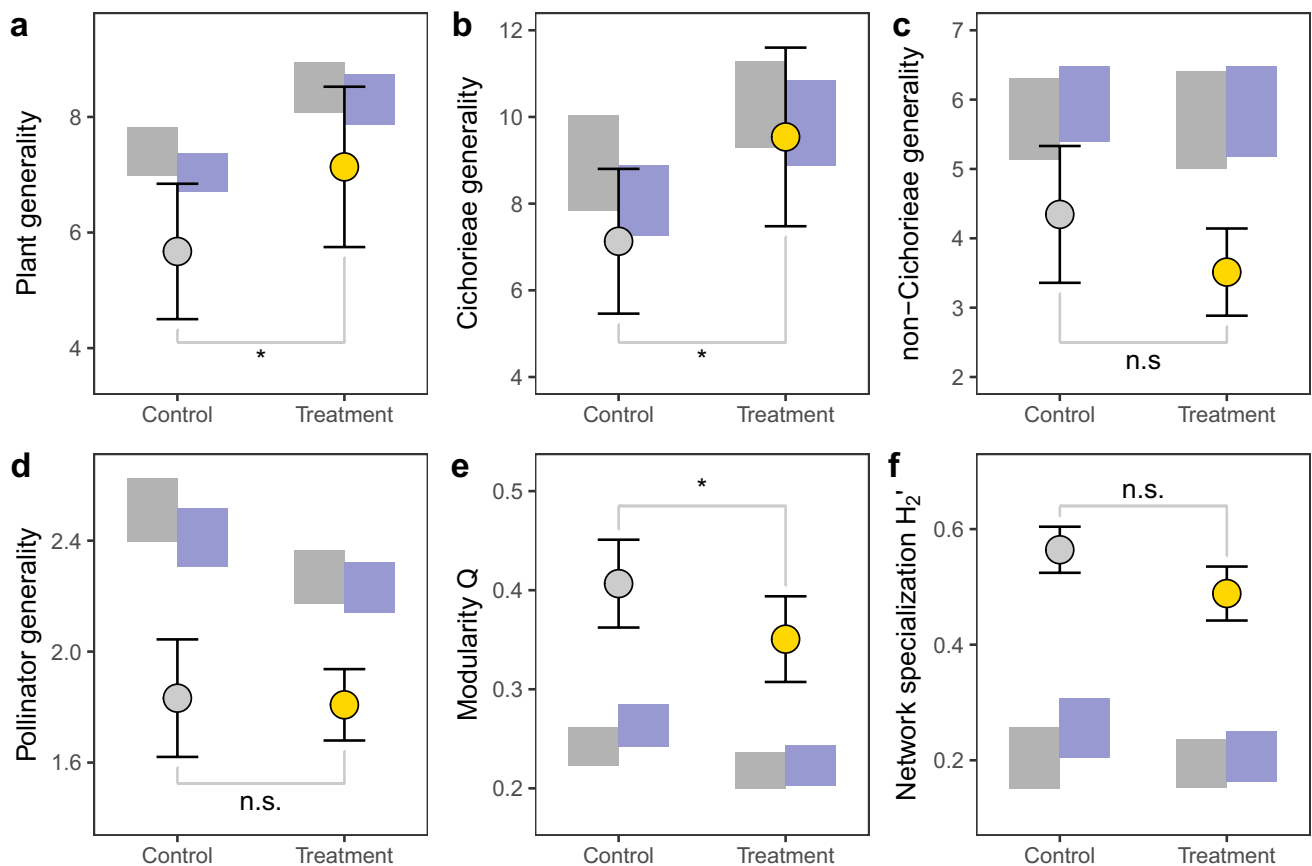 a
Plant generality
8
6
4
*
Control
Treatment
b
Cichorieae generality
12
10
8
6
4
*
Control
Treatment
c
non−Cichorieae generality
7
6
5
4
3
2
n.s
Control
Treatment
d
Pollinator generality
2.4
2.0
1.6
n.s.
Control
Treatment
e
Modularity Q
0.5
0.4
0.3
0.2
*
Control
Treatment
f
Network specialization H2'
0.6
0.4
0.2
n.s.
Control
Treatment